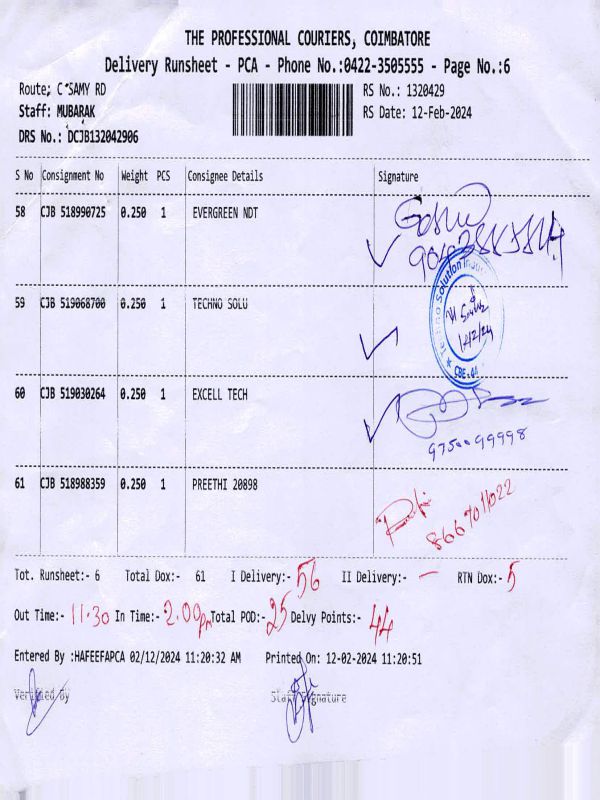 THE PROFESSIONAL COURIERS, COIMBATORE
Delivery Runsheet - PCA - Phone No.:0422-3505555 - Page No.:6
Route: C SAMY RD RS No.: 1320429
Staff: MUBARAK RS Date: 12-Feb-2024
DRS No.: DCJB132042906
S No Consignment No Weight PCS Consignee Details Signature
58 CJB 518990725 0.250 1 EVERGREEN NDT
59 CJB 519068700 0.250 1 TECHNO SOLU
Techno Solution
CBE-44
60 CJB 519030264 0.250 1 EXCELL TECH
9750099998
61 CJB 518988359 0.250 1 PREETHI 20898
8667011022
Tot. Runsheet:- 6 Total Dox:- 61 I Delivery:- 56 II Delivery:- — RTN Dox:- 5
Out Time:- 11.30 In Time:- 2.00pm Total POD:- 25 Delvy Points:- 44
Entered By :HAFEEFAPCA 02/12/2024 11:20:32 AM Printed On: 12-02-2024 11:20:51
Verified By Staff Signature